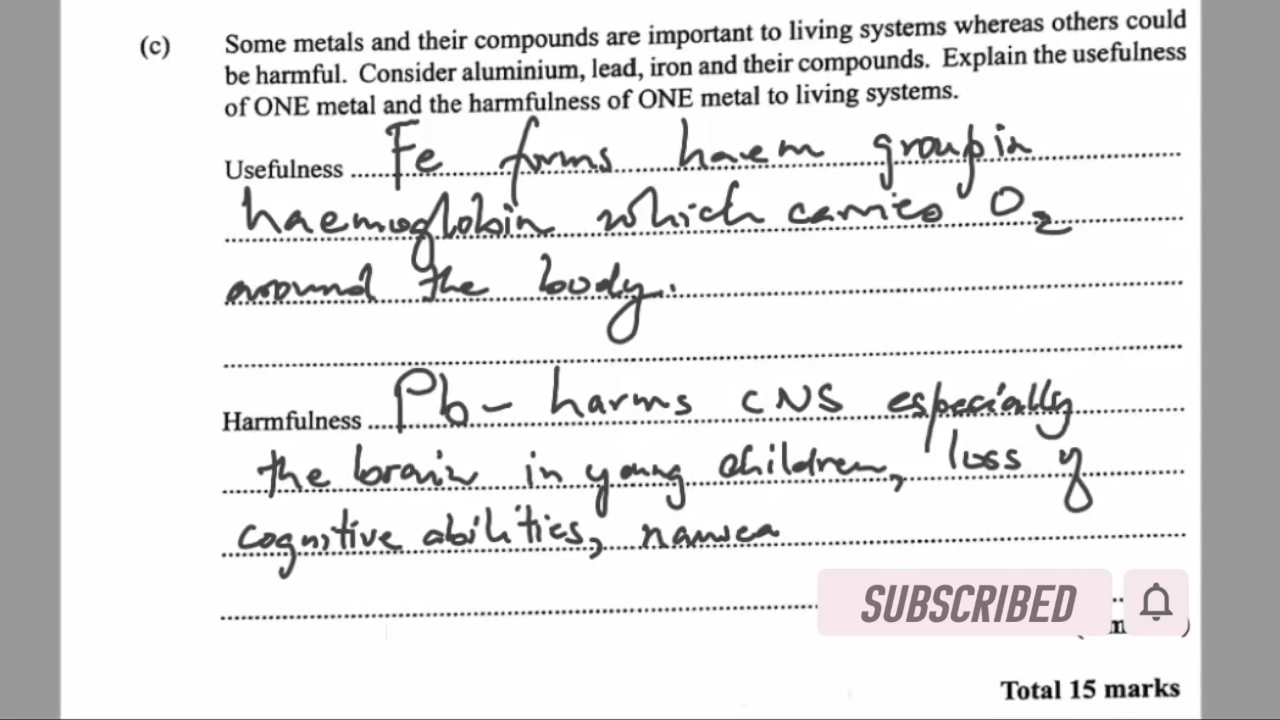 (c) Some metals and their compounds are important to living systems whereas others could
be harmful. Consider aluminium, lead, iron and their compounds. Explain the usefulness
of ONE metal and the harmfulness of ONE metal to living systems.
Usefulness Fe forms haem group in
haemoglobin which carries O₂
around the body.
Harmfulness Pb - harms CNS especially
the brain in young children, loss of
cognitive abilities, nausea
SUBSCRIBED
Total 15 marks